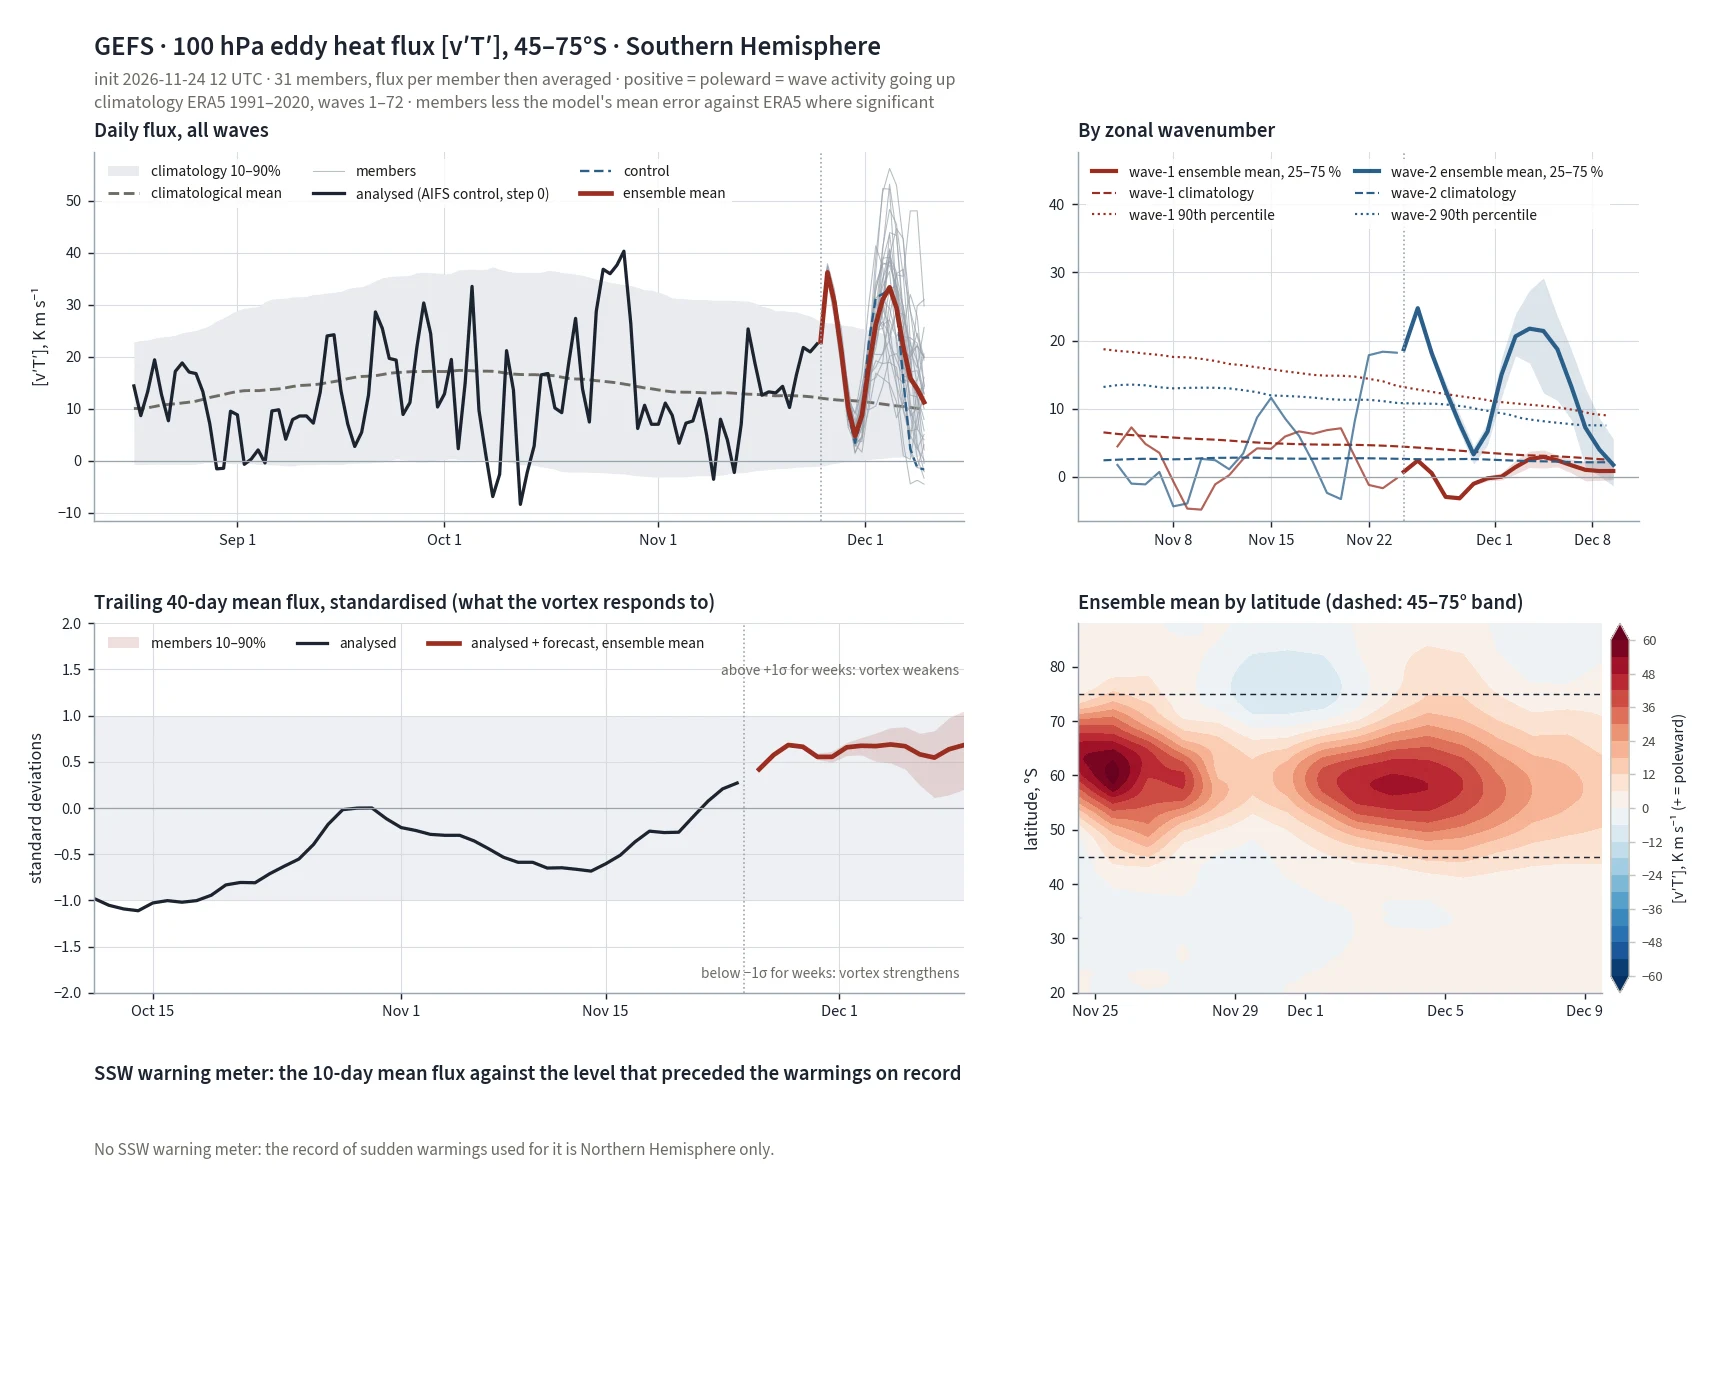 GEFS · 100 hPa eddy heat flux [v′T′], 45–75°S · Southern Hemisphere
init 2026-11-24 12 UTC · 31 members, flux per member then averaged · positive = poleward = wave activity going up
climatology ERA5 1991–2020, waves 1–72 · members less the model's mean error against ERA5 where significant
Daily flux, all waves
climatology 10–90%
members
control
climatological mean
analysed (AIFS control, step 0)
ensemble mean
[v′T′], K m s⁻¹
50
40
30
20
10
0
−10
Sep 1
Oct 1
Nov 1
Dec 1
By zonal wavenumber
wave-1 ensemble mean, 25–75 %
wave-2 ensemble mean, 25–75 %
wave-1 climatology
wave-2 climatology
wave-1 90th percentile
wave-2 90th percentile
40
30
20
10
0
Nov 8
Nov 15
Nov 22
Dec 1
Dec 8
Trailing 40-day mean flux, standardised (what the vortex responds to)
members 10–90%
analysed
analysed + forecast, ensemble mean
above +1σ for weeks: vortex weakens
below −1σ for weeks: vortex strengthens
standard deviations
2.0
1.5
1.0
0.5
0.0
−0.5
−1.0
−1.5
−2.0
Oct 15
Nov 1
Nov 15
Dec 1
Ensemble mean by latitude (dashed: 45–75° band)
latitude, °S
80
70
60
50
40
30
20
Nov 25
Nov 29
Dec 1
Dec 5
Dec 9
60
48
36
24
12
0
−12
−24
−36
−48
−60
[v′T′], K m s⁻¹ (+ = poleward)
SSW warning meter: the 10-day mean flux against the level that preceded the warmings on record
No SSW warning meter: the record of sudden warmings used for it is Northern Hemisphere only.